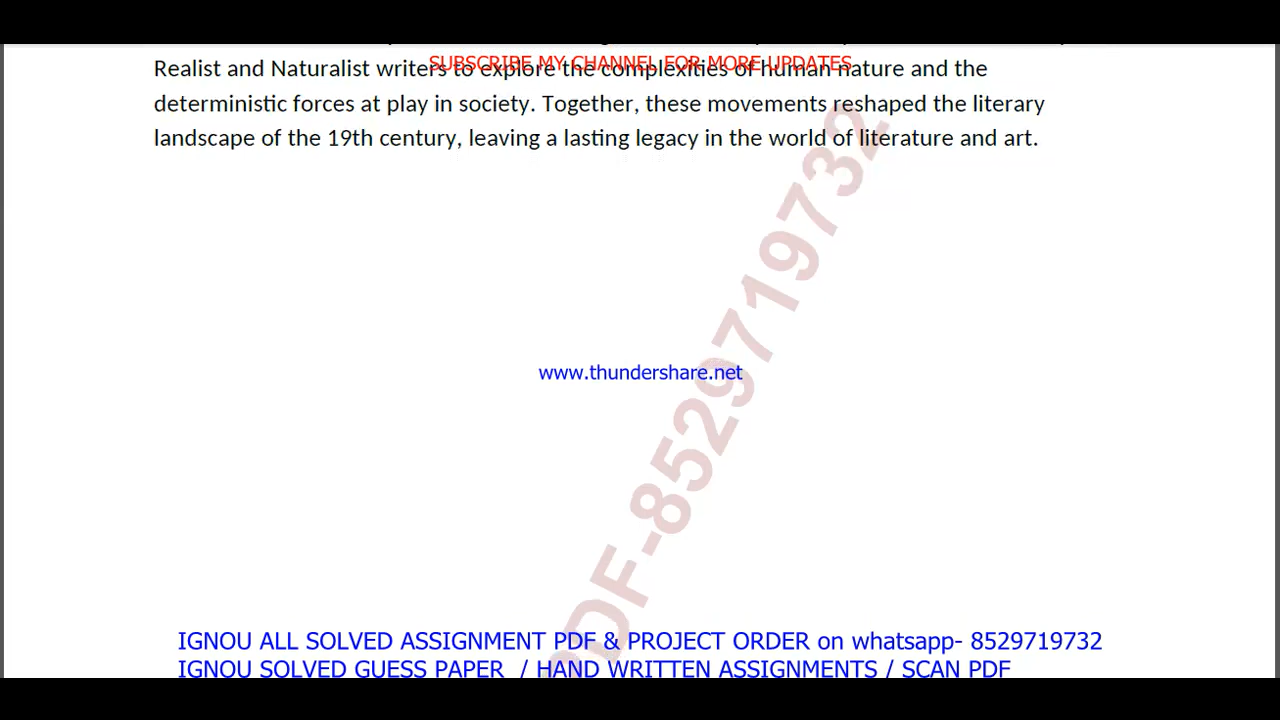 SUBSCRIBE MY CHANNEL FOR MORE UPDATES
Realist and Naturalist writers to explore the complexities of human nature and the
deterministic forces at play in society. Together, these movements reshaped the literary
landscape of the 19th century, leaving a lasting legacy in the world of literature and art.
www.thundershare.net
PDF-8529719732
IGNOU ALL SOLVED ASSIGNMENT PDF & PROJECT ORDER on whatsapp- 8529719732
IGNOU SOLVED GUESS PAPER / HAND WRITTEN ASSIGNMENTS / SCAN PDF